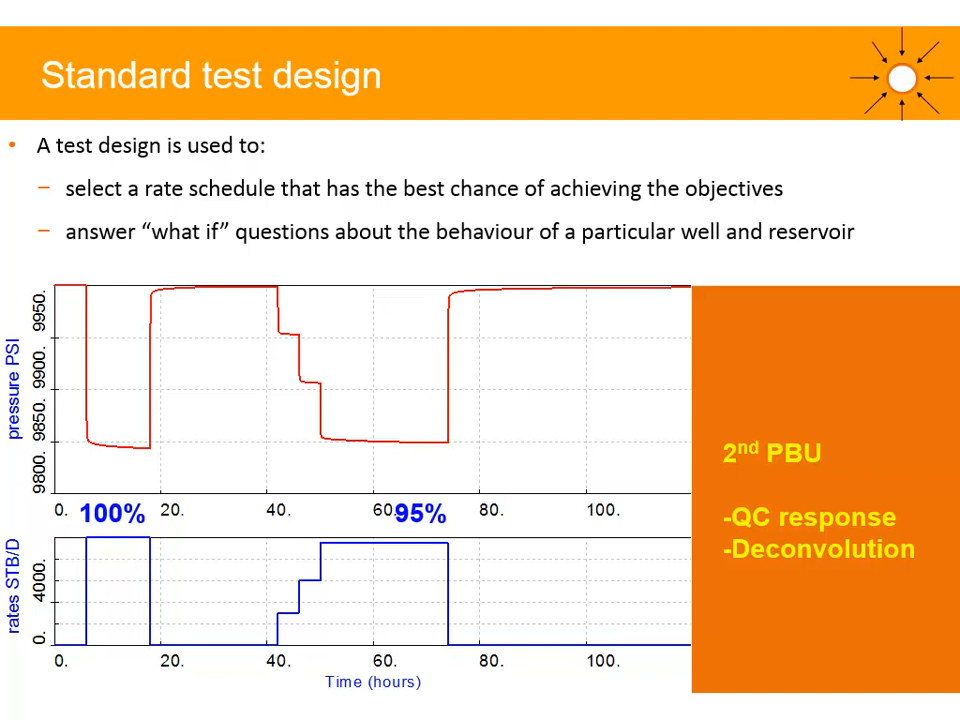 Standard test design
• A test design is used to:
– select a rate schedule that has the best chance of achieving the objectives
– answer “what if” questions about the behaviour of a particular well and reservoir
pressure PSI
9950.
9900.
9850.
9800.
0. 20. 40. 60. 80. 100.
100% 95%
rates STB/D
4000.
0.
0. 20. 40. 60. 80. 100.
Time (hours)
2nd PBU
-QC response
-Deconvolution